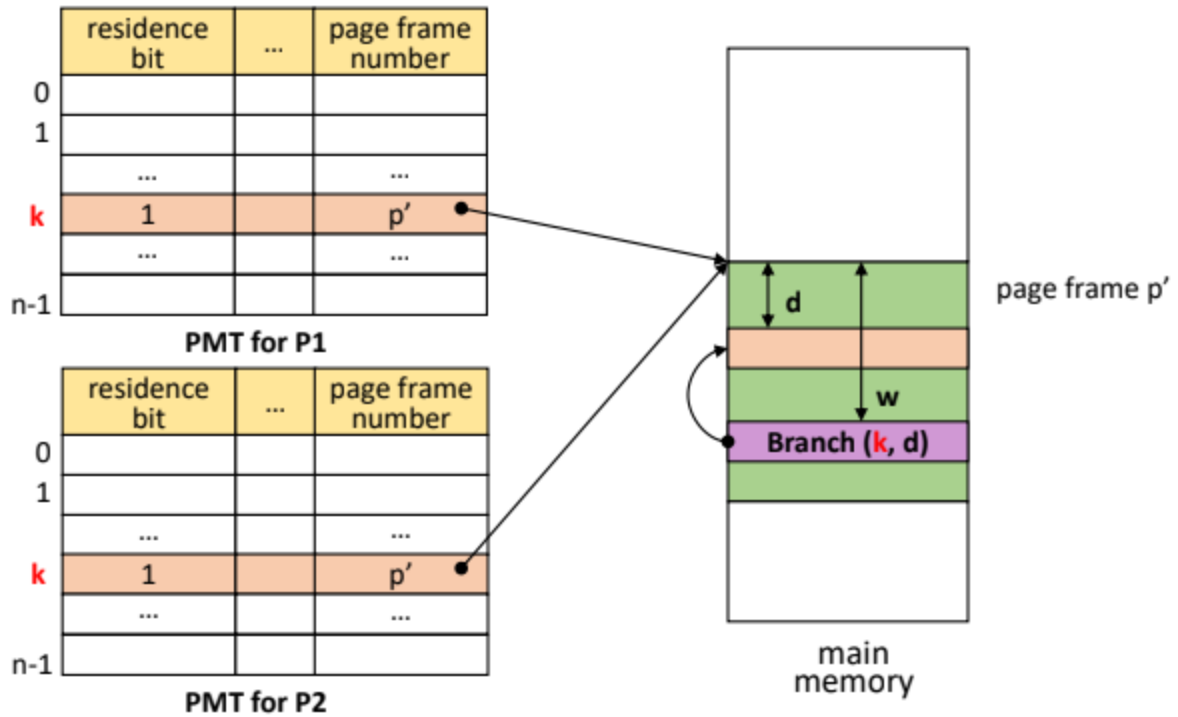 residence bit
...
page frame number
0
1
...
...
k
1
p’
...
...
n-1
PMT for P1
residence bit
...
page frame number
0
1
...
...
k
1
p’
...
...
n-1
PMT for P2
page frame p’
d
w
Branch (k, d)
main
memory